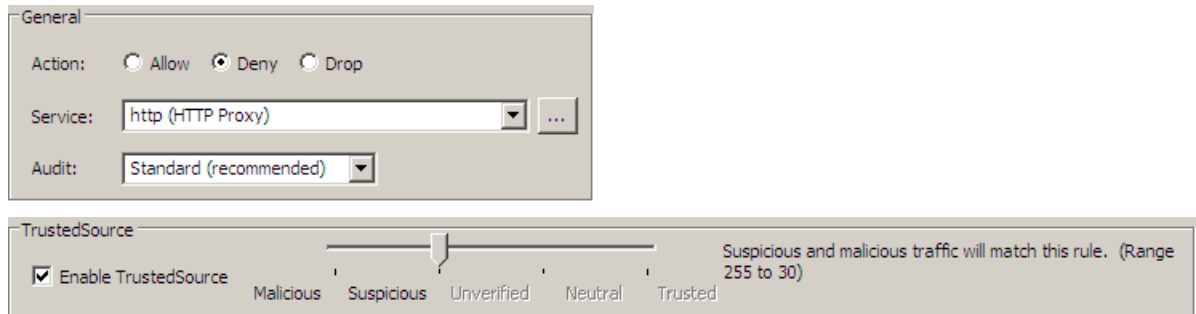 General
Action: Allow Deny Drop
Service: http (HTTP Proxy) ...
Audit: Standard (recommended)
TrustedSource
Enable TrustedSource
Malicious Suspicious Unverified Neutral Trusted
Suspicious and malicious traffic will match this rule. (Range
255 to 30)